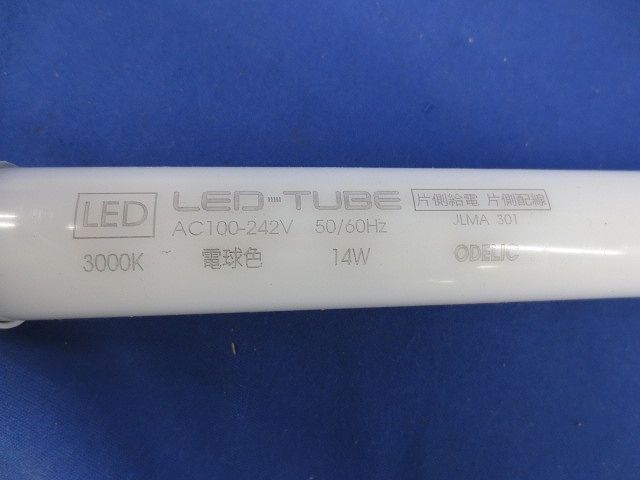 LED LED-TUBE 片側給電 片側配線
AC100-242V 50/60Hz JLMA 301
3000K 電球色 14W ODELIC